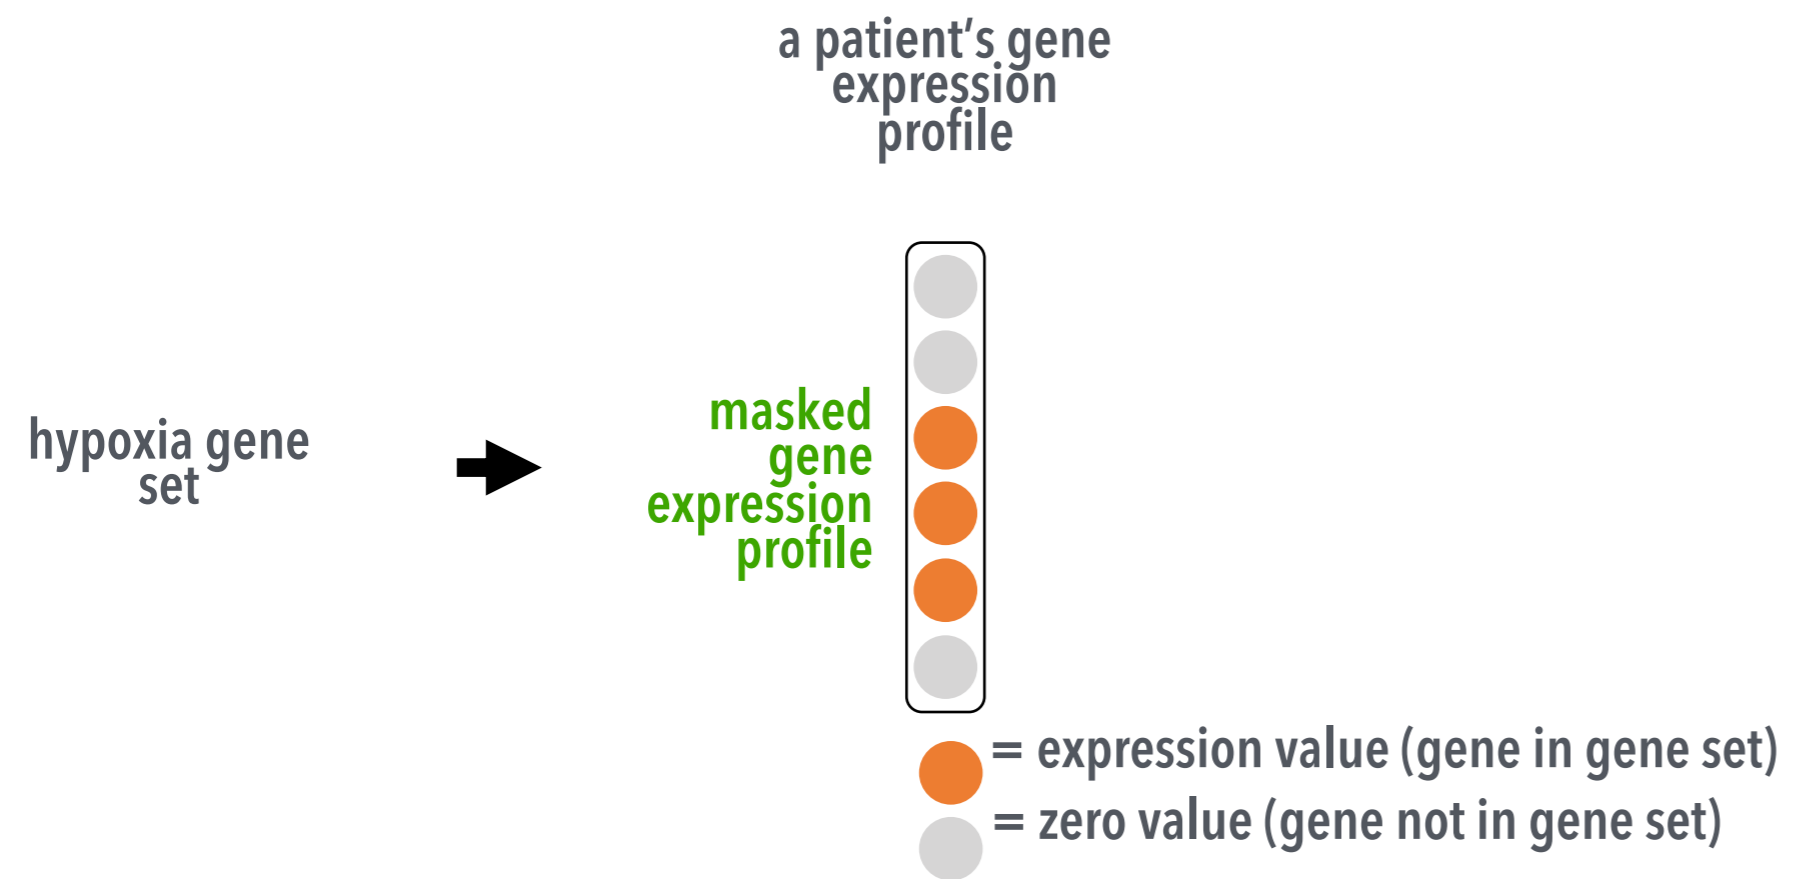 a patient’s gene
expression
profile
hypoxia gene
set
masked
gene
expression
profile
= expression value (gene in gene set)
= zero value (gene not in gene set)